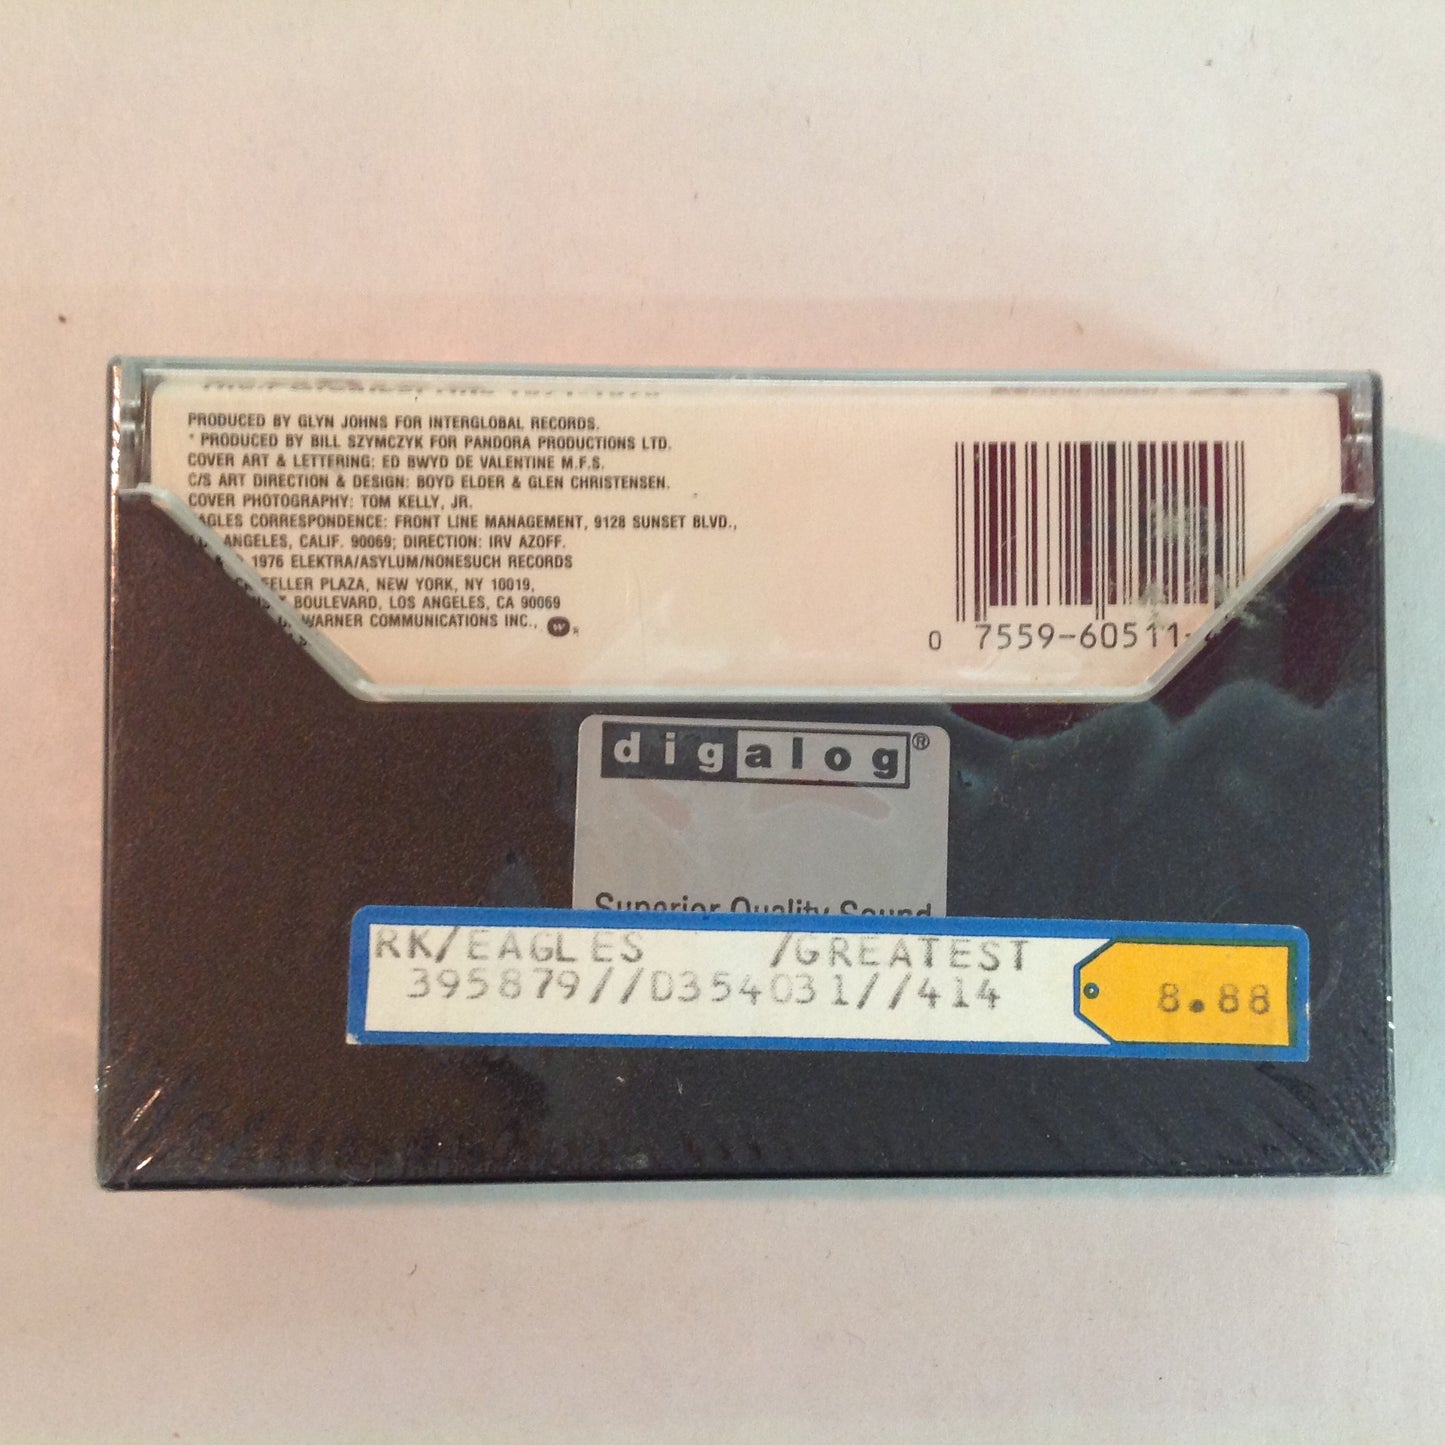 PRODUCED BY GLYN JOHNS FOR INTERGLOBAL RECORDS.
* PRODUCED BY BILL SZYMCZYK FOR PANDORA PRODUCTIONS LTD.
COVER ART & LETTERING: ED BWYD DE VALENTINE M.F.S.
C/S ART DIRECTION & DESIGN: BOYD ELDER & GLEN CHRISTENSEN.
COVER PHOTOGRAPHY: TOM KELLY, JR.
EAGLES CORRESPONDENCE: FRONT LINE MANAGEMENT, 9128 SUNSET BLVD.,
ANGELES, CALIF. 90069; DIRECTION: IRV AZOFF.
1976 ELEKTRA/ASYLUM/NONESUCH RECORDS
PLAZA, NEW YORK, NY 10019,
BOULEVARD, LOS ANGELES, CA 90069
WARNER COMMUNICATIONS INC.,
0 7559-60511-
digalog®
Superior Quality Sound
RK/EAGLES /GREATEST
395879//D354031//414
8.88